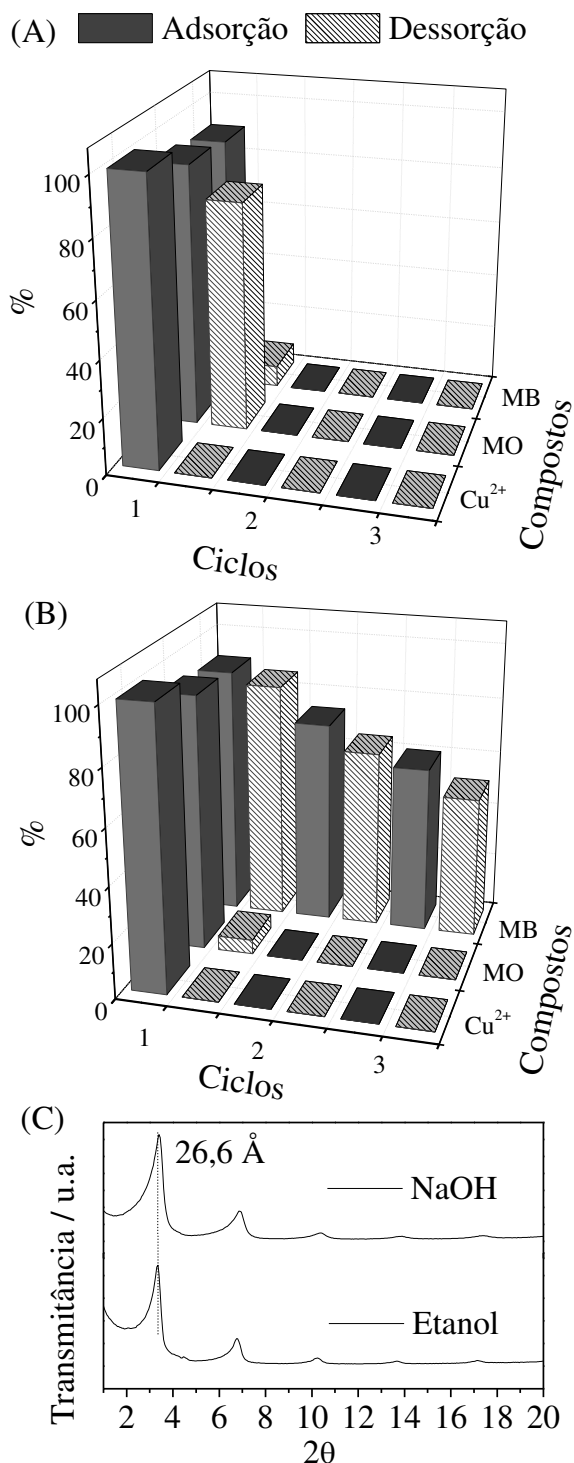 (A) Adsorção Dessorção
100
80
60
40
20
0
%
1
2
3
Ciclos
MB
MO
Cu²⁺
Compostos
(B)
100
80
60
40
20
0
%
1
2
3
Ciclos
MB
MO
Cu²⁺
Compostos
(C)
26,6 Å
NaOH
Etanol
Transmitância / u.a.
2 4 6 8 10 12 14 16 18 20
2θ